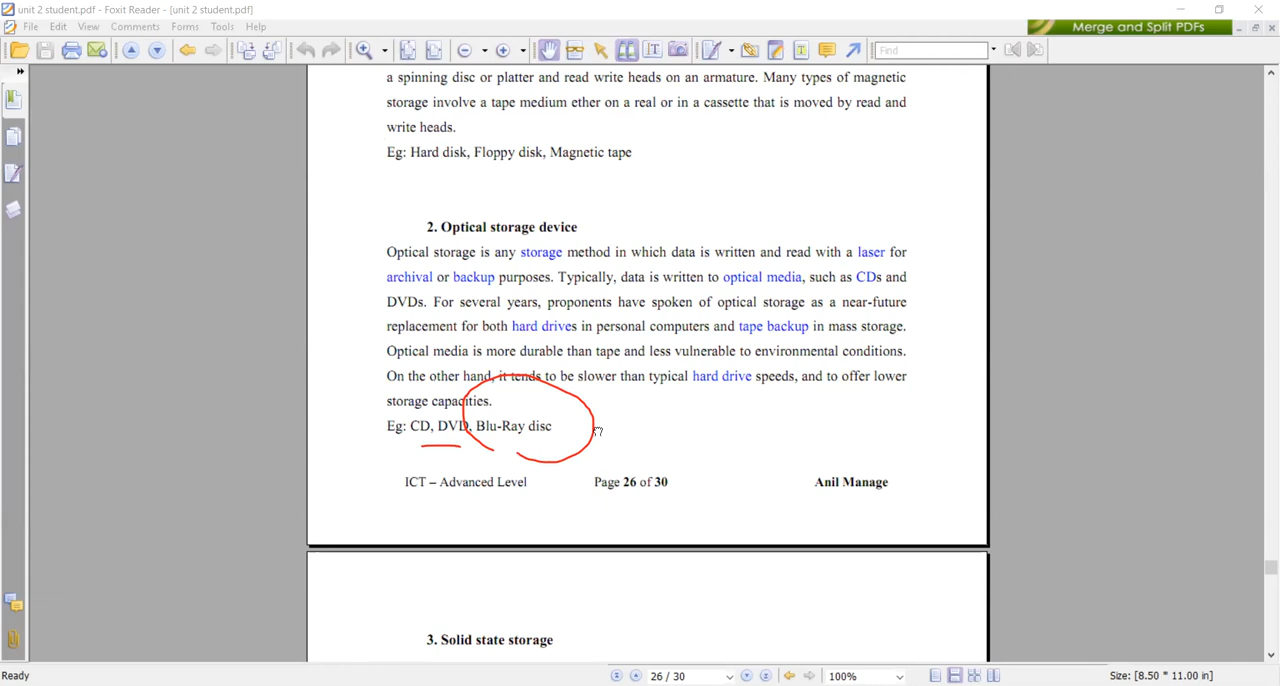 unit 2 student.pdf - Foxit Reader - [unit 2 student.pdf]
File Edit View Comments Forms Tools Help
Merge and Split PDFs
Find
a spinning disc or platter and read write heads on an armature. Many types of magnetic
storage involve a tape medium ether on a real or in a cassette that is moved by read and
write heads.
Eg: Hard disk, Floppy disk, Magnetic tape
2. Optical storage device
Optical storage is any storage method in which data is written and read with a laser for
archival or backup purposes. Typically, data is written to optical media, such as CDs and
DVDs. For several years, proponents have spoken of optical storage as a near-future
replacement for both hard drives in personal computers and tape backup in mass storage.
Optical media is more durable than tape and less vulnerable to environmental conditions.
On the other hand, it tends to be slower than typical hard drive speeds, and to offer lower
storage capacities.
Eg: CD, DVD, Blu-Ray disc
ICT – Advanced Level Page 26 of 30 Anil Manage
3. Solid state storage
Ready 26 / 30 100% Size: [8.50 * 11.00 in]